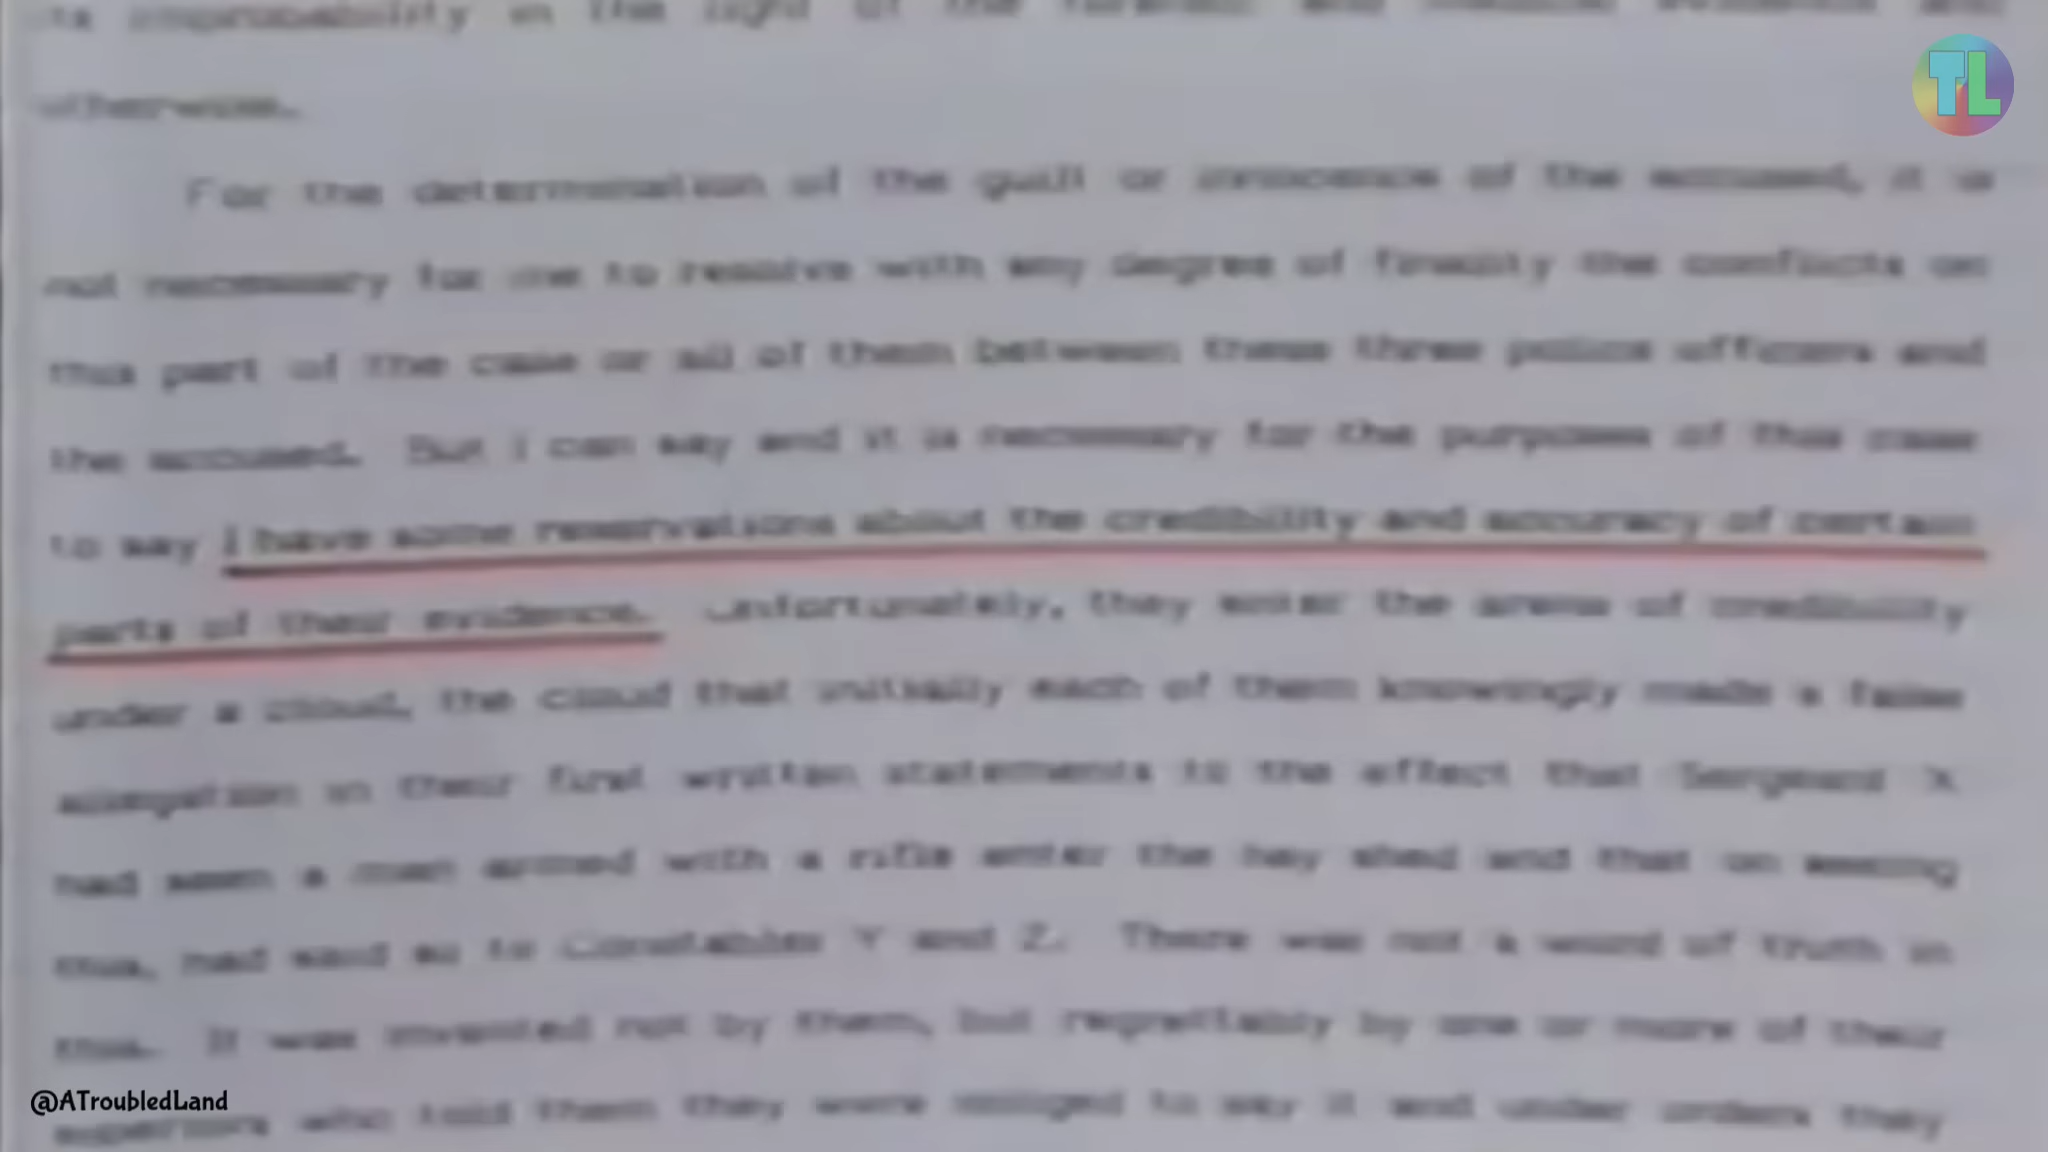 its improbability in the light of the forensic and medical evidence and
otherwise.
For the determination of the guilt or innocence of the accused, it is
not necessary for me to resolve with any degree of finality the conflicts on
this part of the case or all of them between these three police officers and
the accused. But I can say and it is necessary for the purposes of this case
to say I have some reservations about the credibility and accuracy of certain
parts of their evidence. Unfortunately, they enter the arena of credibility
under a cloud, the cloud that initially each of them knowingly made a false
allegation in their first written statements to the effect that Sergeant X
had seen a man armed with a rifle enter the hay shed and that on seeing
this, had said so to Constables Y and Z. There was not a word of truth in
this. It was invented not by them, but regrettably by one or more of their
superiors who told them they were obliged to say it and under orders they
TL
@ATroubledLand